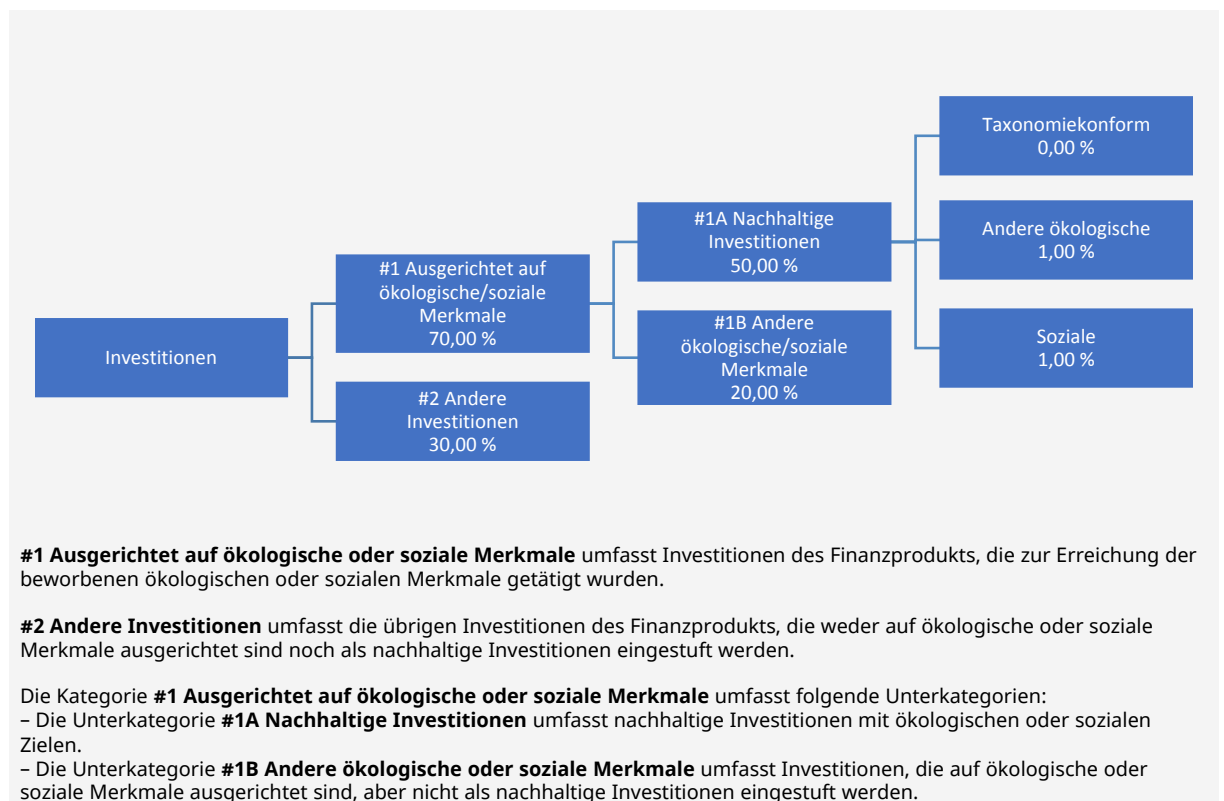 Investitionen
#1 Ausgerichtet auf
ökologische/soziale
Merkmale
70,00 %
#2 Andere
Investitionen
30,00 %
#1A Nachhaltige
Investitionen
50,00 %
#1B Andere
ökologische/soziale
Merkmale
20,00 %
Taxonomiekonform
0,00 %
Andere ökologische
1,00 %
Soziale
1,00 %
#1 Ausgerichtet auf ökologische oder soziale Merkmale umfasst Investitionen des Finanzprodukts, die zur Erreichung der
beworbenen ökologischen oder sozialen Merkmale getätigt wurden.
#2 Andere Investitionen umfasst die übrigen Investitionen des Finanzprodukts, die weder auf ökologische oder soziale
Merkmale ausgerichtet sind noch als nachhaltige Investitionen eingestuft werden.
Die Kategorie #1 Ausgerichtet auf ökologische oder soziale Merkmale umfasst folgende Unterkategorien:
– Die Unterkategorie #1A Nachhaltige Investitionen umfasst nachhaltige Investitionen mit ökologischen oder sozialen
Zielen.
– Die Unterkategorie #1B Andere ökologische oder soziale Merkmale umfasst Investitionen, die auf ökologische oder
soziale Merkmale ausgerichtet sind, aber nicht als nachhaltige Investitionen eingestuft werden.